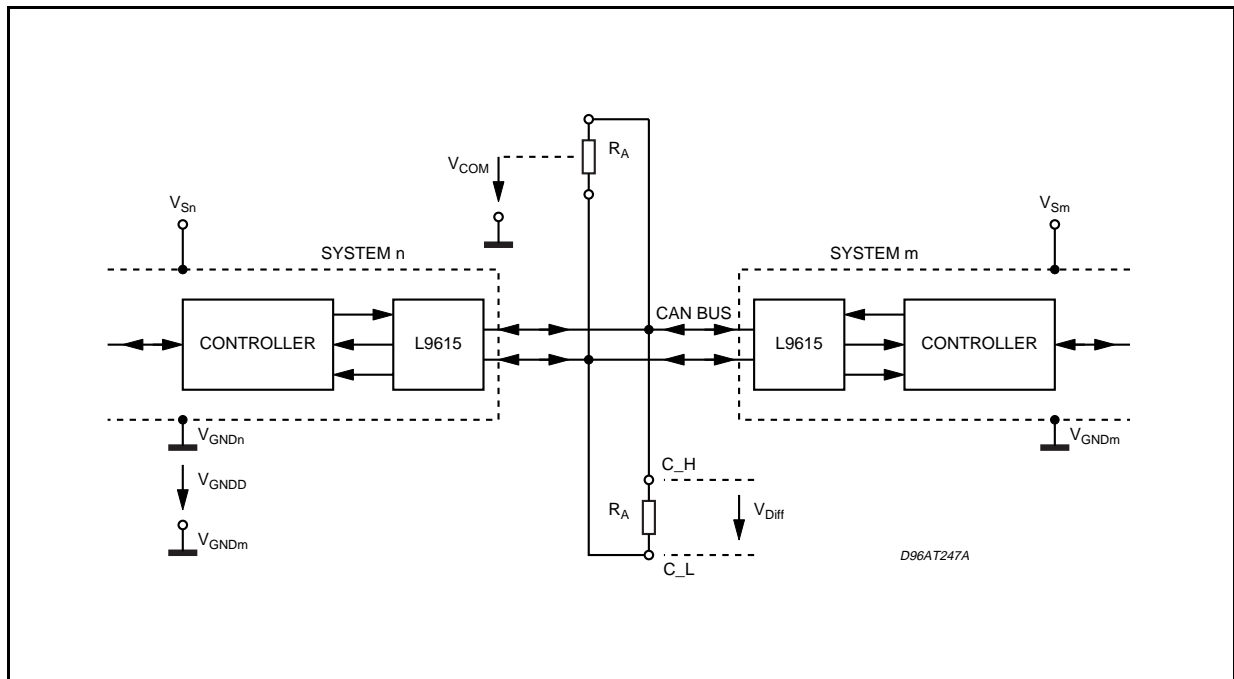 R_A
V_COM
V_Sn
V_Sm
SYSTEM n
SYSTEM m
CAN BUS
CONTROLLER
L9615
L9615
CONTROLLER
V_GNDn
V_GNDm
V_GNDD
V_GNDm
C_H
R_A
V_Diff
C_L
D96AT247A